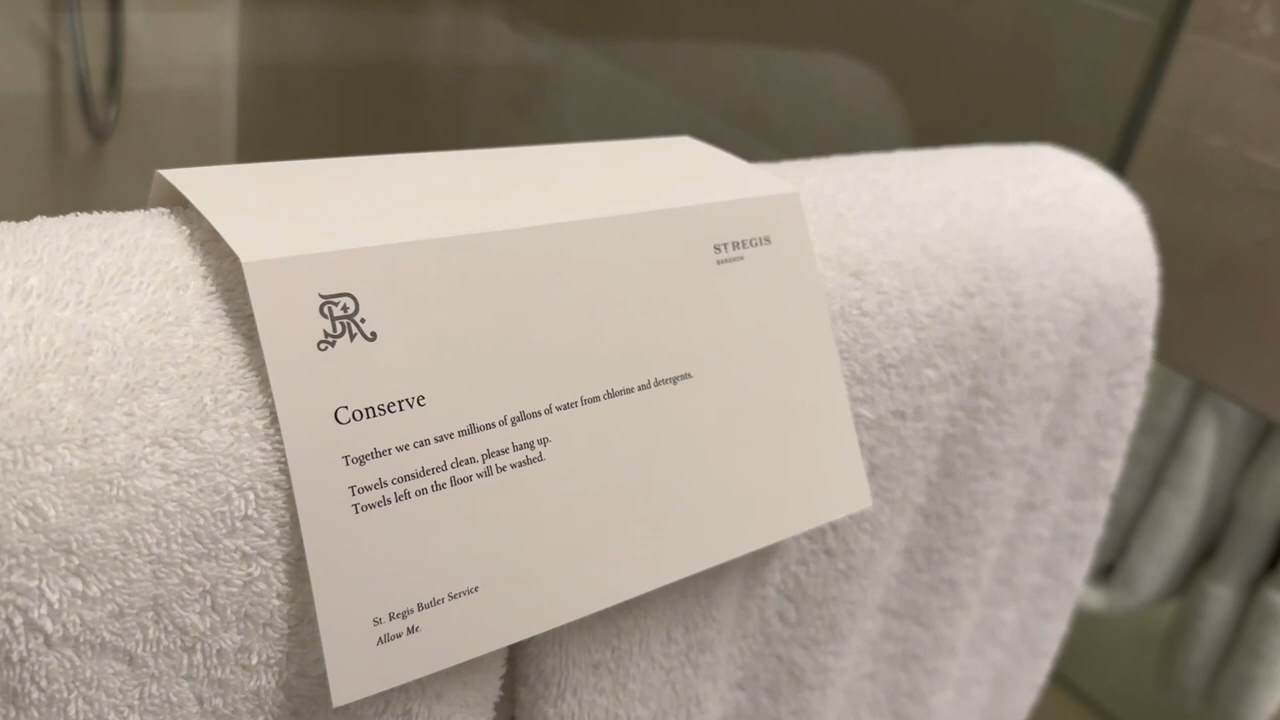 ST REGIS
BANGKOK
SR
Conserve
Together we can save millions of gallons of water from chlorine and detergents.
Towels considered clean, please hang up.
Towels left on the floor will be washed.
St. Regis Butler Service
Allow Me.